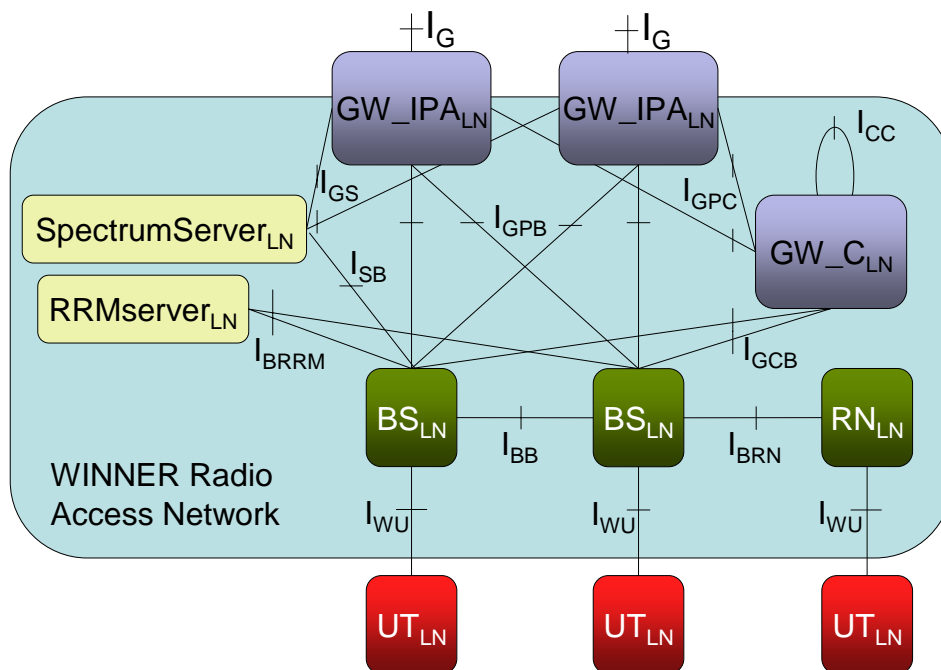 I_G
I_G
GW_IPA_LN
GW_IPA_LN
I_CC
I_GS
I_GPC
SpectrumServer_LN
I_GPB
GW_C_LN
I_SB
RRMserver_LN
I_BRRM
I_GCB
BS_LN
BS_LN
RN_LN
I_BB
I_BRN
WINNER Radio
Access Network
I_WU
I_WU
I_WU
UT_LN
UT_LN
UT_LN